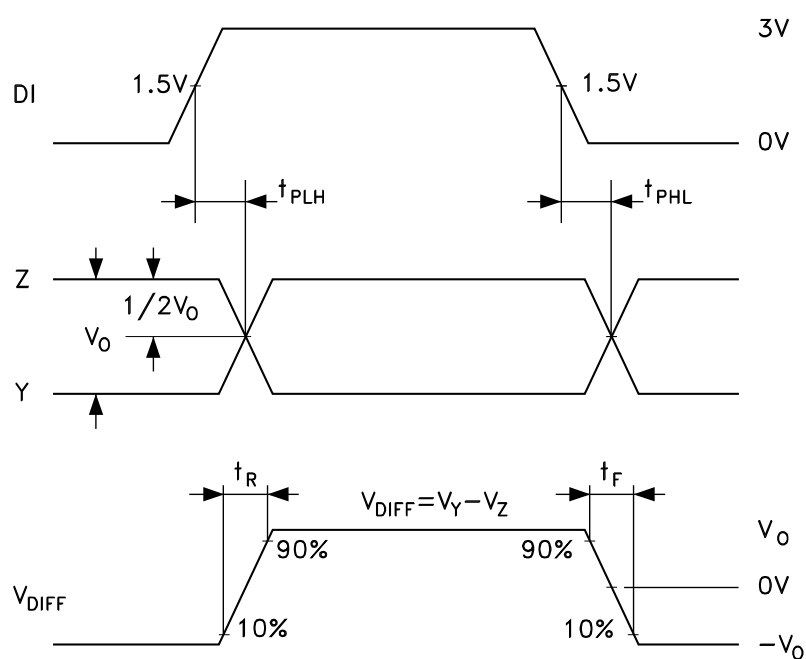 3V
1.5V
1.5V
DI
0V
tPLH
tPHL
Z
1/2VO
VO
Y
tR
tF
VDIFF=VY−VZ
VO
90%
90%
0V
VDIFF
10%
10%
−VO